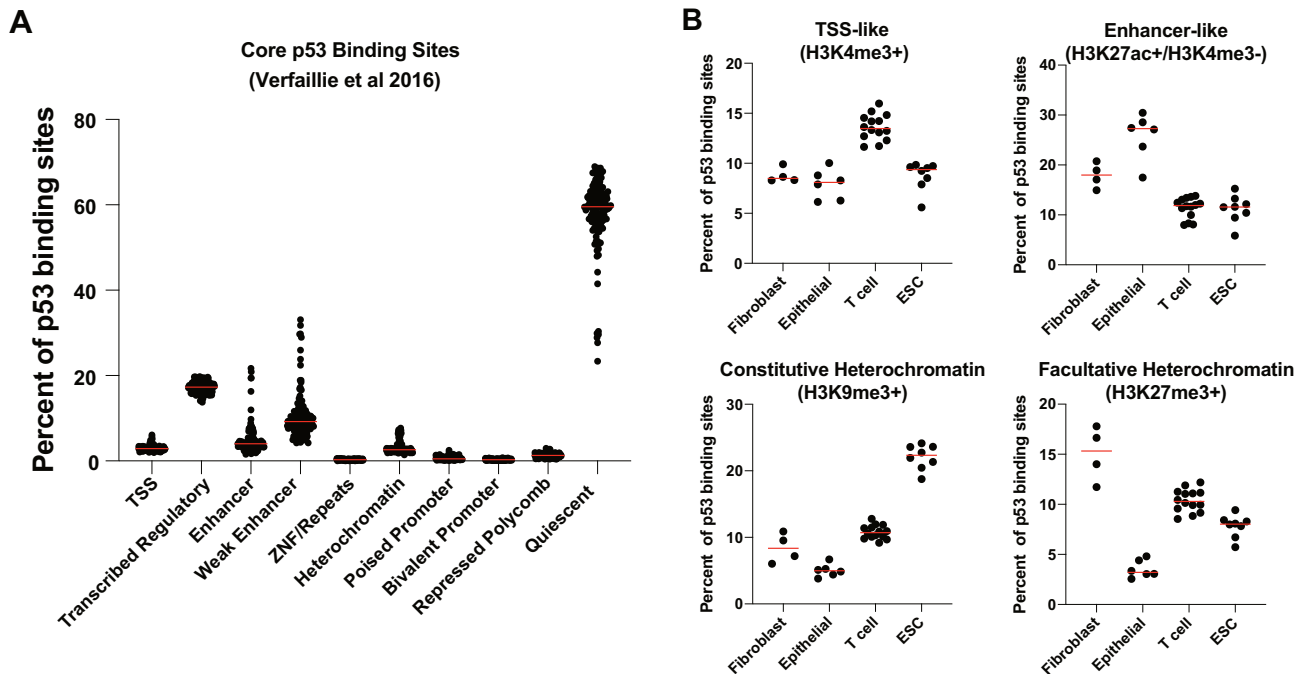 A
Core p53 Binding Sites
(Verfaillie et al 2016)
Percent of p53 binding sites
80
60
40
20
0
TSS
Transcribed Regulatory
Enhancer
Weak Enhancer
ZNF/Repeats
Heterochromatin
Poised Promoter
Bivalent Promoter
Repressed Polycomb
Quiescent
B
TSS-like
(H3K4me3+)
Percent of p53 binding sites
20
15
10
5
0
Fibroblast
Epithelial
T cell
ESC
Enhancer-like
(H3K27ac+/H3K4me3-)
Percent of p53 binding sites
40
30
20
10
0
Fibroblast
Epithelial
T cell
ESC
Constitutive Heterochromatin
(H3K9me3+)
Percent of p53 binding sites
30
20
10
0
Fibroblast
Epithelial
T cell
ESC
Facultative Heterochromatin
(H3K27me3+)
Percent of p53 binding sites
20
15
10
5
0
Fibroblast
Epithelial
T cell
ESC